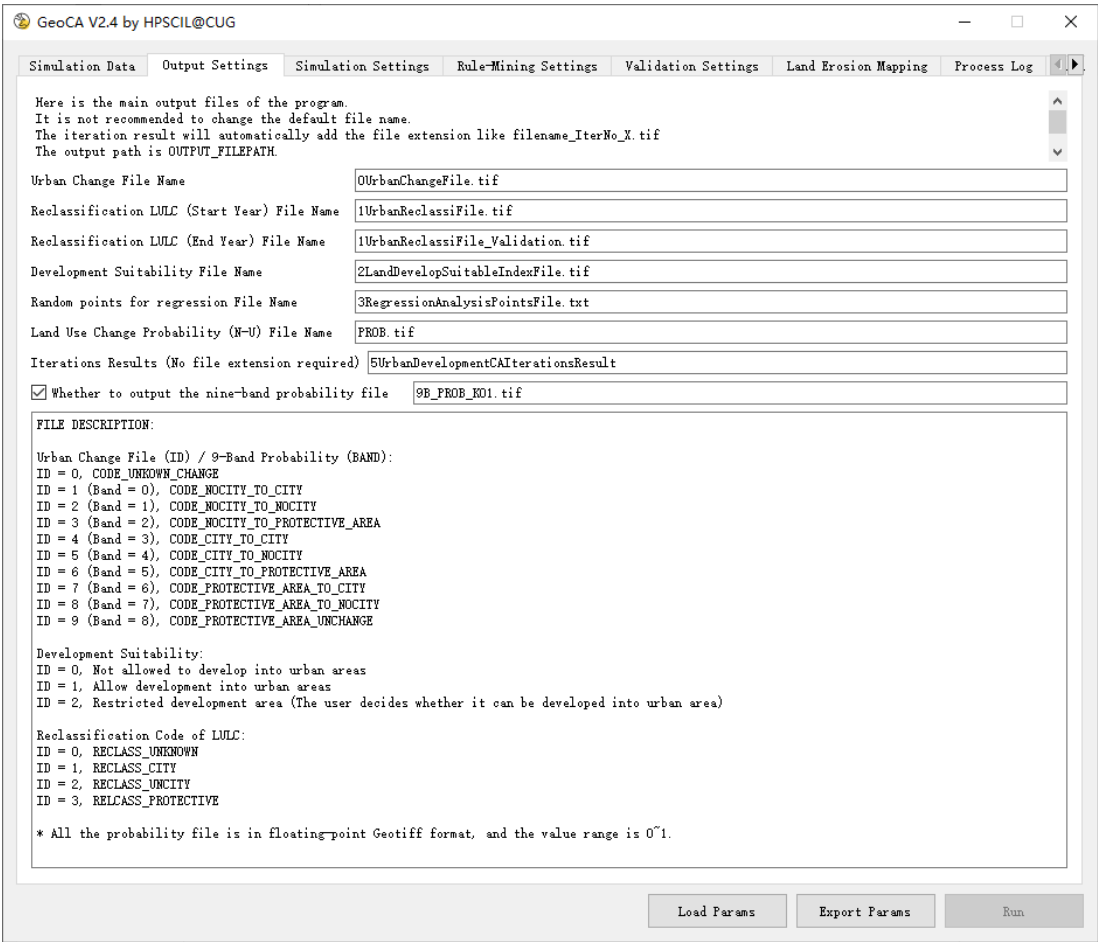 GeoCA V2.4 by HPSCIL@CUG
Simulation Data Output Settings Simulation Settings Rule-Mining Settings Validation Settings Land Erosion Mapping Process Log
Here is the main output files of the program.
It is not recommended to change the default file name.
The iteration result will automatically add the file extension like filename_IterNo_X.tif
The output path is OUTPUT_FILEPATH.
Urban Change File Name 0UrbanChangeFile.tif
Reclassification LULC (Start Year) File Name 1UrbanReclassiFile.tif
Reclassification LULC (End Year) File Name 1UrbanReclassiFile_Validation.tif
Development Suitability File Name 2LandDevelopSuitableIndexFile.tif
Random points for regression File Name 3RegressionAnalysisPointsFile.txt
Land Use Change Probability (N-U) File Name PROB.tif
Iterations Results (No file extension required) 5UrbanDevelopmentCAIterationsResult
Whether to output the nine-band probability file 9B_PROB_K01.tif
FILE DESCRIPTION:
Urban Change File (ID) / 9-Band Probability (BAND):
ID = 0, CODE_UNKOWN_CHANGE
ID = 1 (Band = 0), CODE_NOCITY_TO_CITY
ID = 2 (Band = 1), CODE_NOCITY_TO_NOCITY
ID = 3 (Band = 2), CODE_NOCITY_TO_PROTECTIVE_AREA
ID = 4 (Band = 3), CODE_CITY_TO_CITY
ID = 5 (Band = 4), CODE_CITY_TO_NOCITY
ID = 6 (Band = 5), CODE_CITY_TO_PROTECTIVE_AREA
ID = 7 (Band = 6), CODE_PROTECTIVE_AREA_TO_CITY
ID = 8 (Band = 7), CODE_PROTECTIVE_AREA_TO_NOCITY
ID = 9 (Band = 8), CODE_PROTECTIVE_AREA_UNCHANGE
Development Suitability:
ID = 0, Not allowed to develop into urban areas
ID = 1, Allow development into urban areas
ID = 2, Restricted development area (The user decides whether it can be developed into urban area)
Reclassification Code of LULC:
ID = 0, RECLASS_UNKNOWN
ID = 1, RECLASS_CITY
ID = 2, RECLASS_UNCITY
ID = 3, RELCASS_PROTECTIVE
* All the probability file is in floating-point Geotiff format, and the value range is 0~1.
Load Params Export Params Run